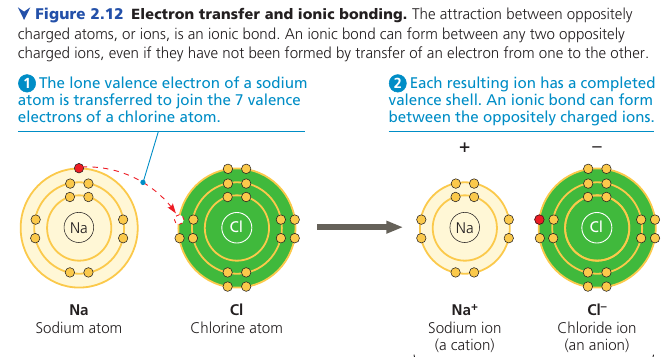 Figure 2.12 Electron transfer and ionic bonding. The attraction between oppositely
charged atoms, or ions, is an ionic bond. An ionic bond can form between any two oppositely
charged ions, even if they have not been formed by transfer of an electron from one to the other.
1 The lone valence electron of a sodium
atom is transferred to join the 7 valence
electrons of a chlorine atom.
2 Each resulting ion has a completed
valence shell. An ionic bond can form
between the oppositely charged ions.
+ –
Na Cl Na Cl
Na Cl Na⁺ Cl⁻
Sodium atom Chlorine atom Sodium ion Chloride ion
(a cation) (an anion)